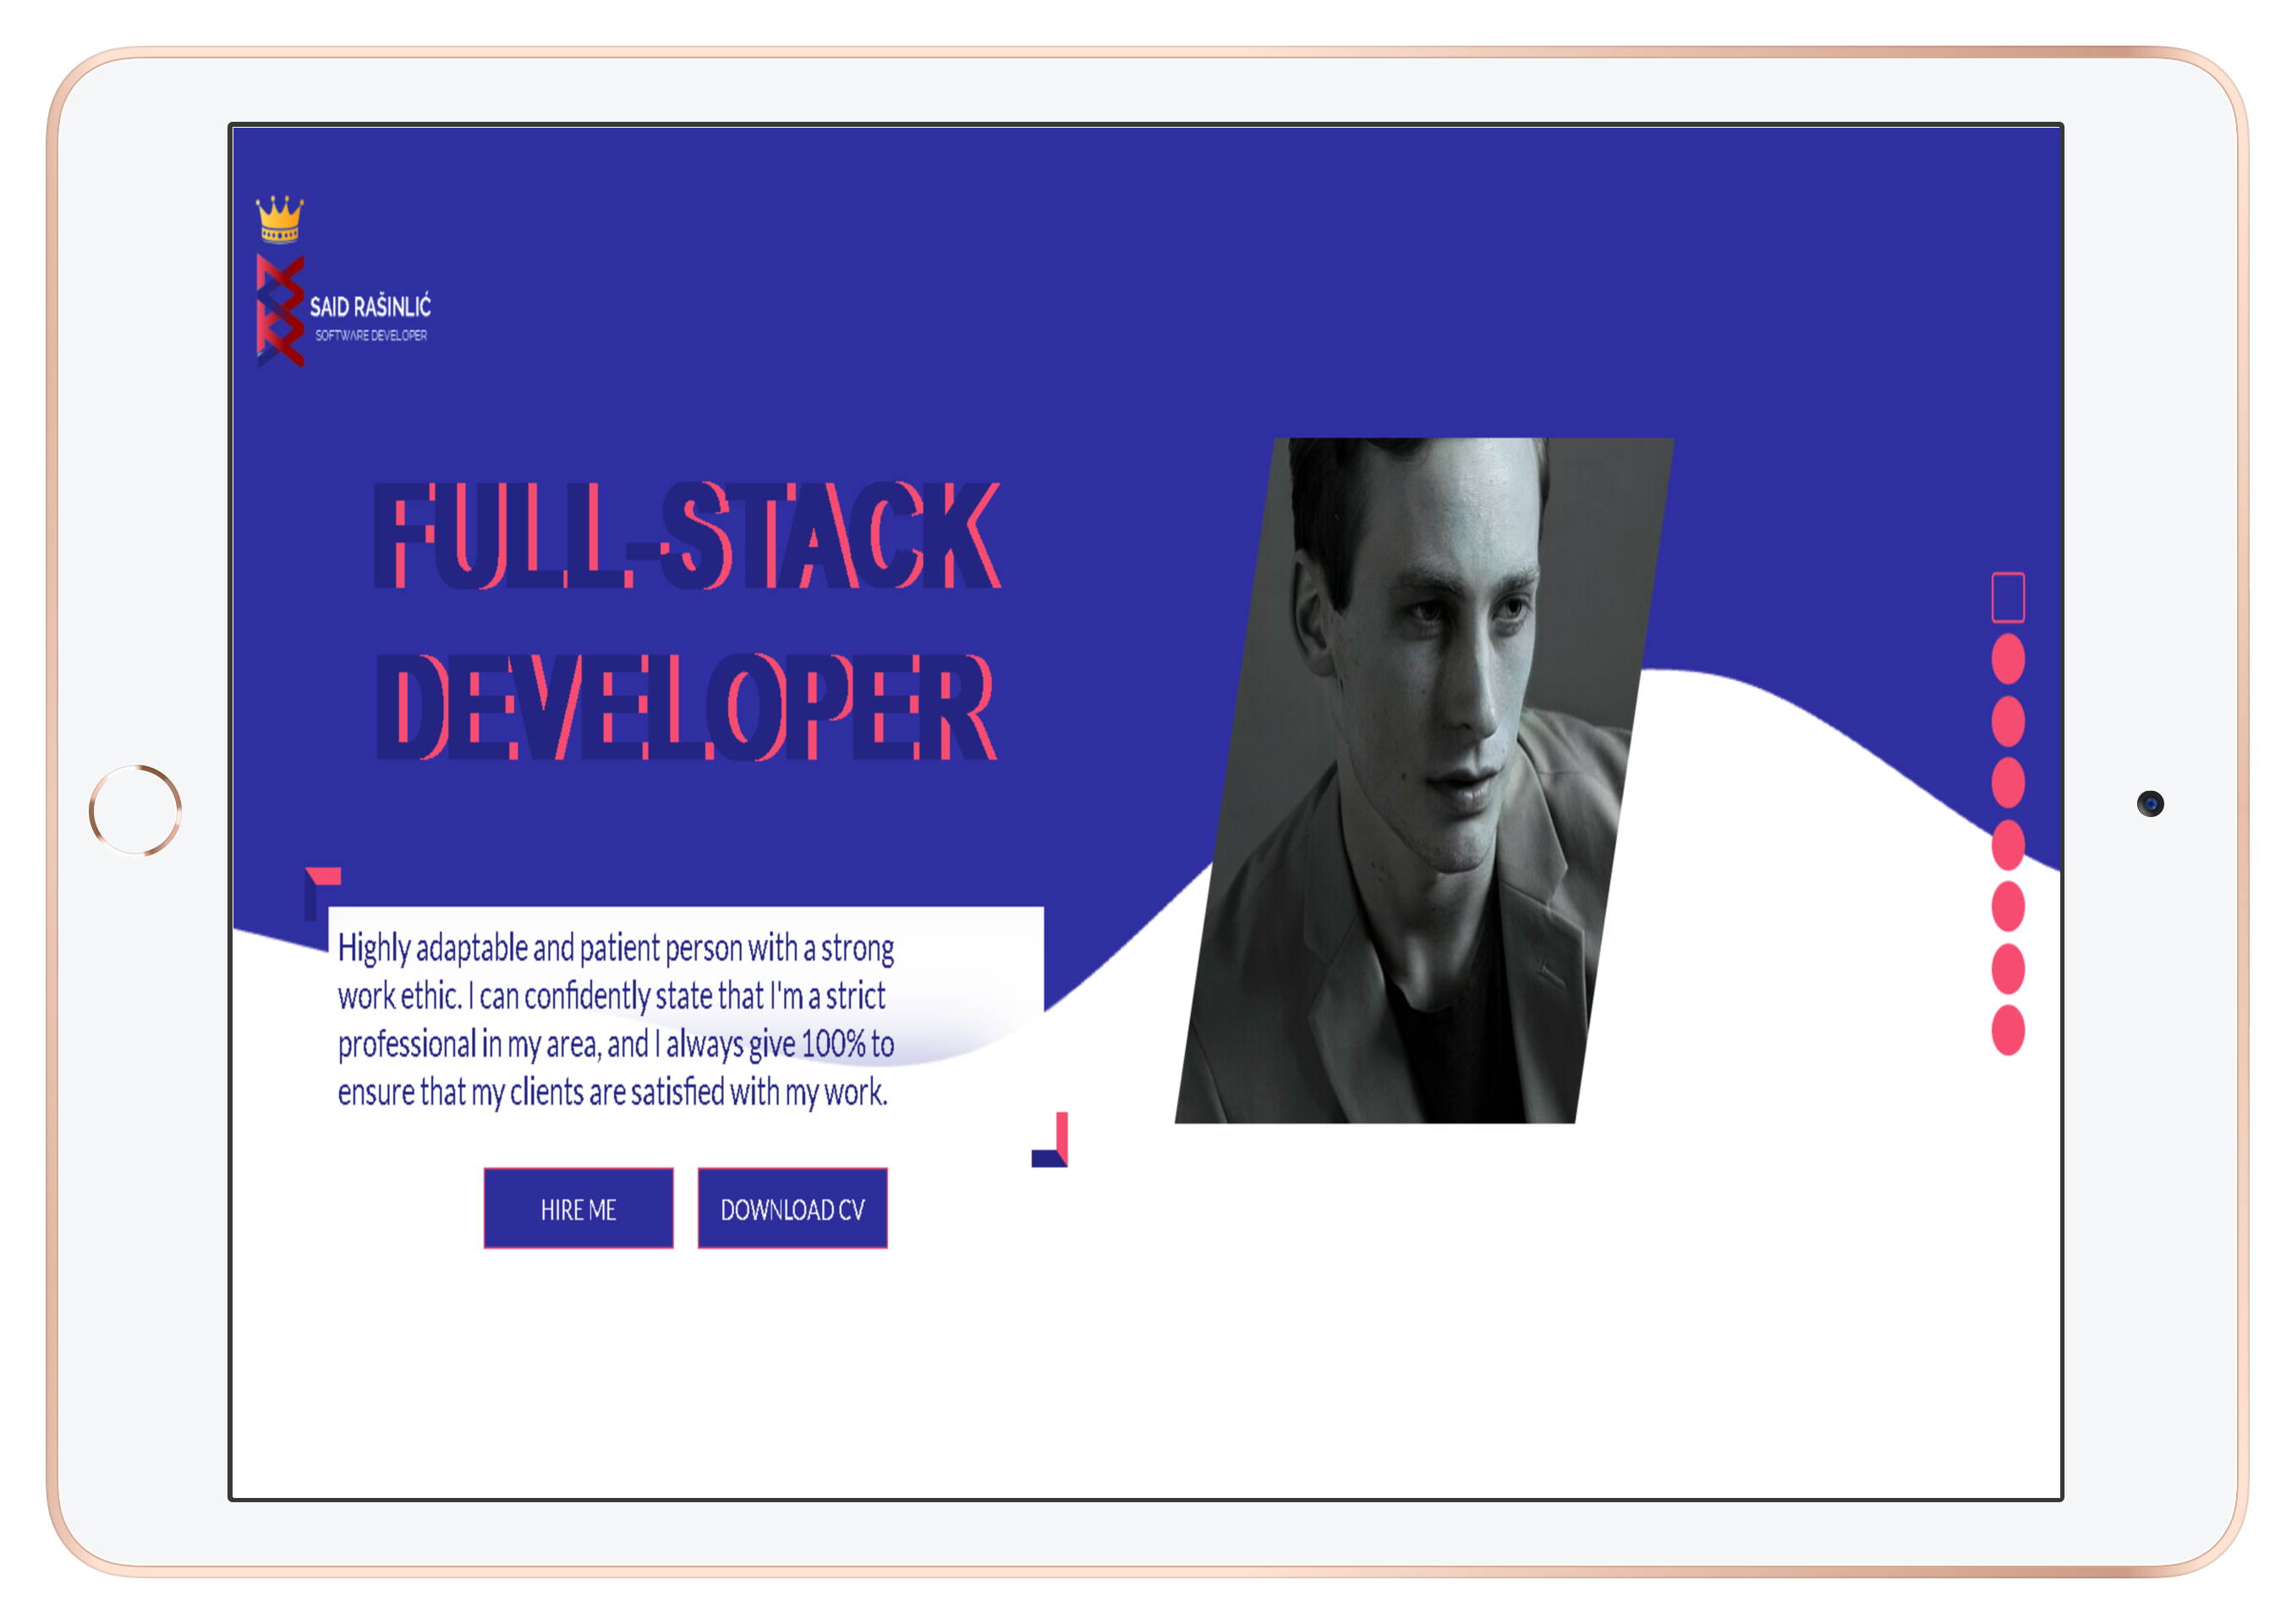 SAID RAŠINLIĆ
SOFTWARE DEVELOPER
FULL-STACK
DEVELOPER
Highly adaptable and patient person with a strong
work ethic. I can confidently state that I'm a strict
professional in my area, and I always give 100% to
ensure that my clients are satisfied with my work.
HIRE ME
DOWNLOAD CV